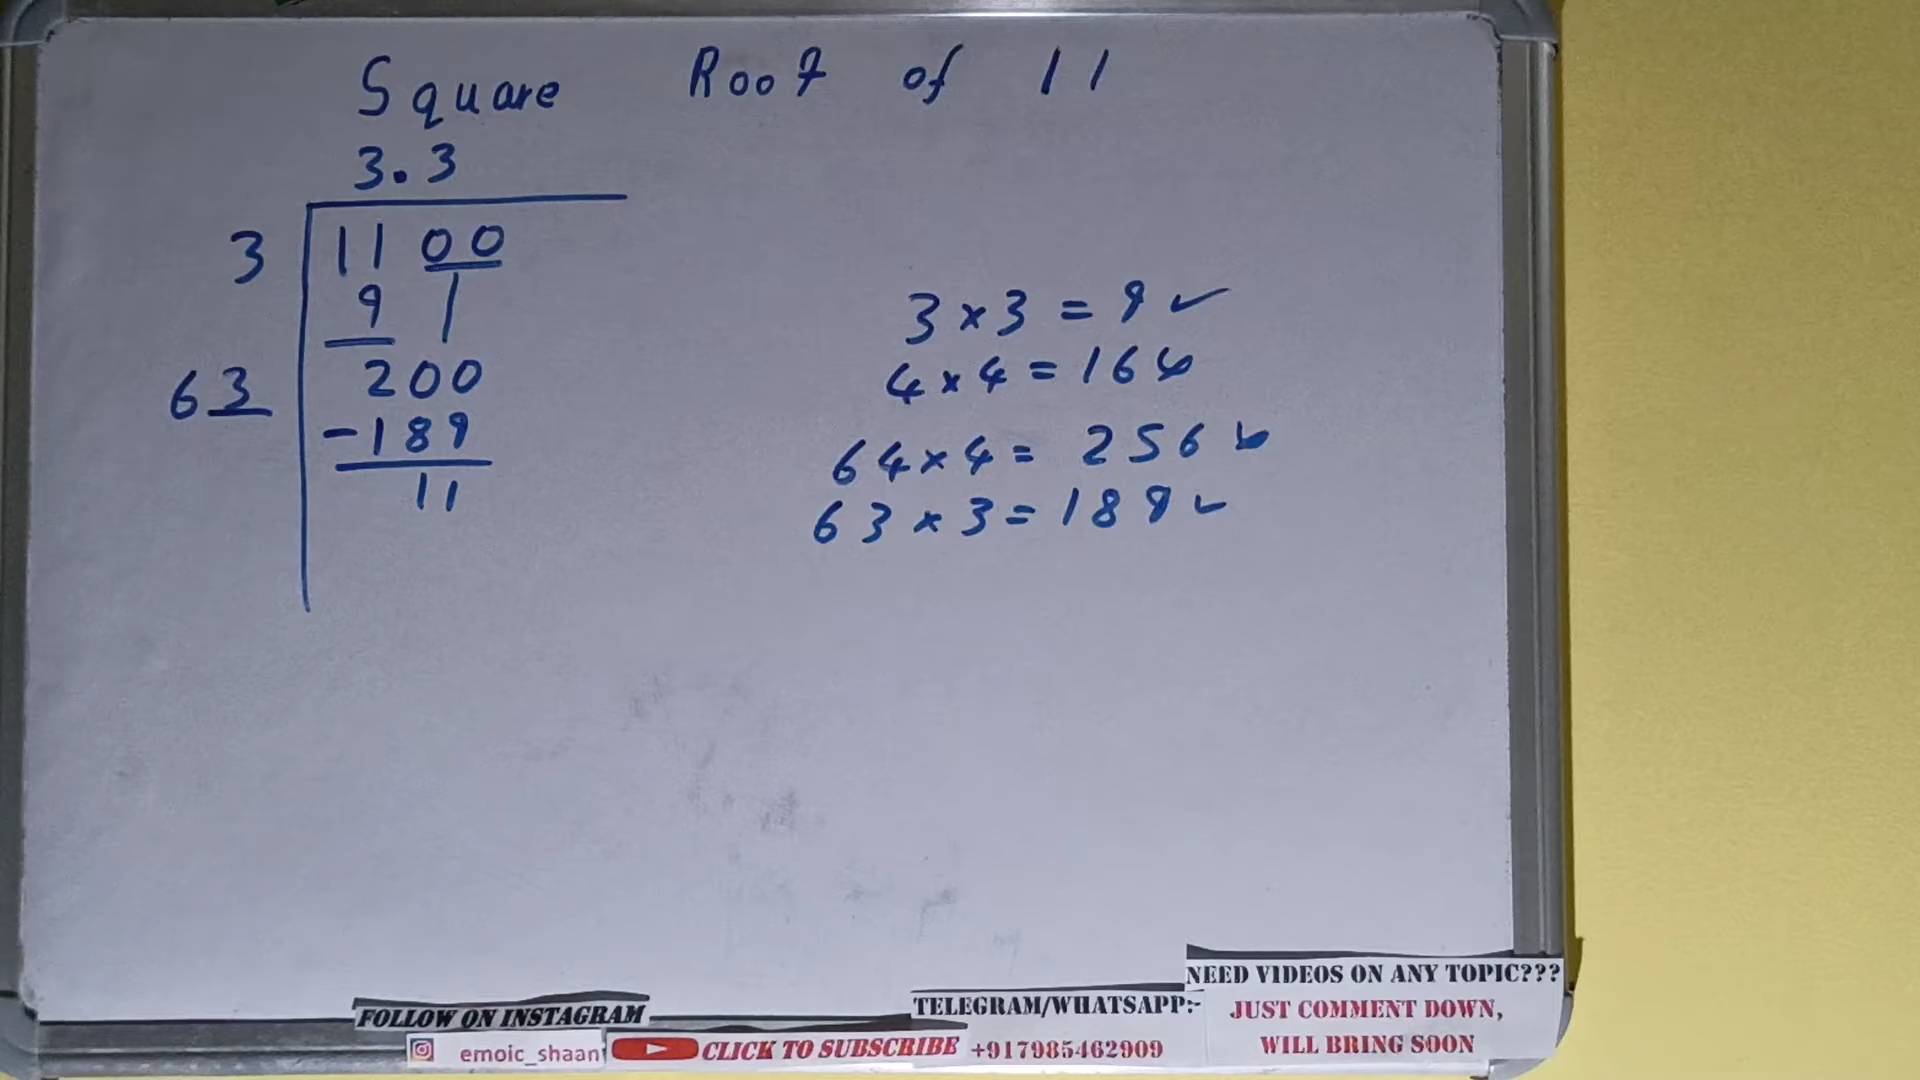 Square Root of 11
3.3
3 11 00
9
200
63
-189
11
3 × 3 = 9 ✓
4 × 4 = 16
64 × 4 = 256
63 × 3 = 189 ✓
FOLLOW ON INSTAGRAM
emoic_shaan
CLICK TO SUBSCRIBE
TELEGRAM/WHATSAPP:-
+917985462909
NEED VIDEOS ON ANY TOPIC???
JUST COMMENT DOWN,
WILL BRING SOON